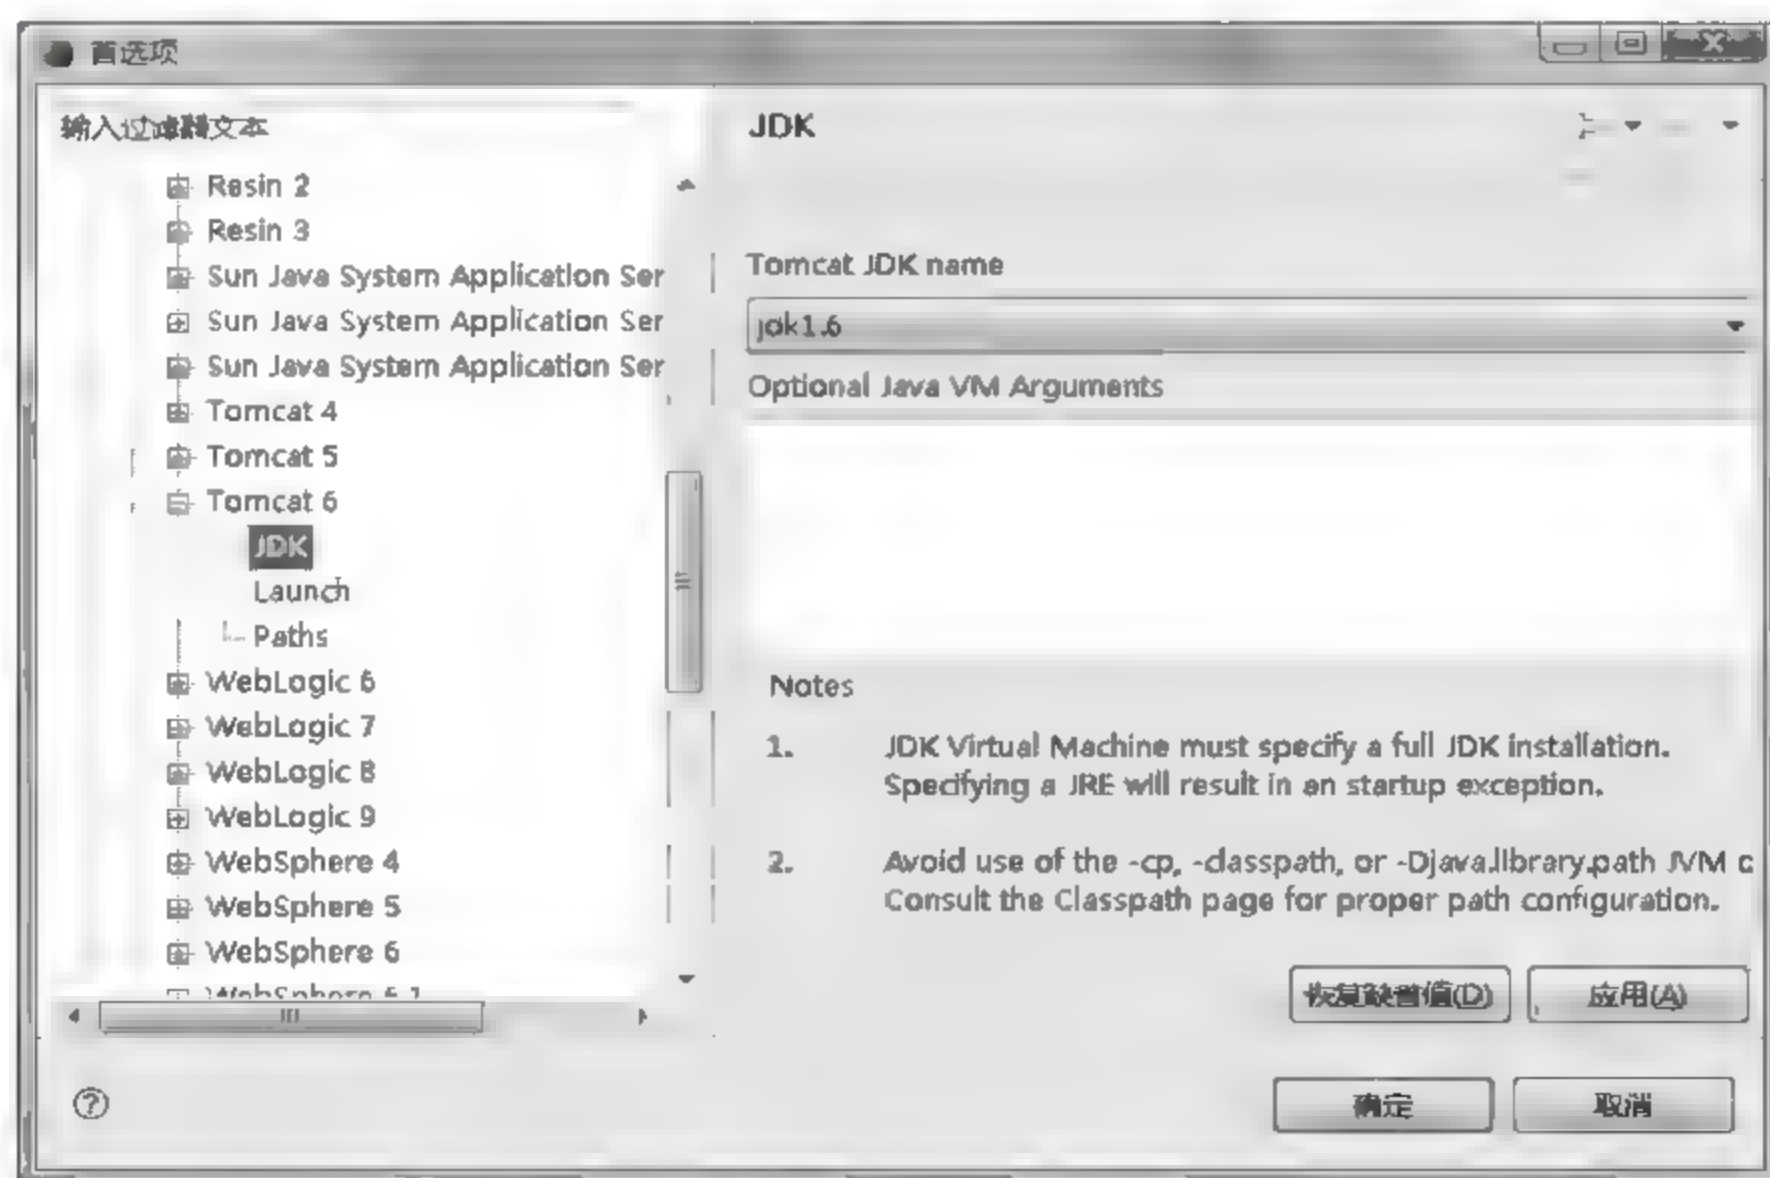 首选项
输入过滤器文本
Resin 2
Resin 3
Sun Java System Application Ser
Sun Java System Application Ser
Sun Java System Application Ser
Tomcat 4
Tomcat 5
Tomcat 6
JDK
Launch
Paths
WebLogic 6
WebLogic 7
WebLogic 8
WebLogic 9
WebSphere 4
WebSphere 5
WebSphere 6
WebSphere 6.1
JDK
Tomcat JDK name
jdk1.6
Optional Java VM Arguments
Notes
1. JDK Virtual Machine must specify a full JDK installation.
Specifying a JRE will result in an startup exception.
2. Avoid use of the -cp, -classpath, or -Djava.library.path JVM
Consult the Classpath page for proper path configuration.
恢复缺省值(D)
应用(A)
确定
取消